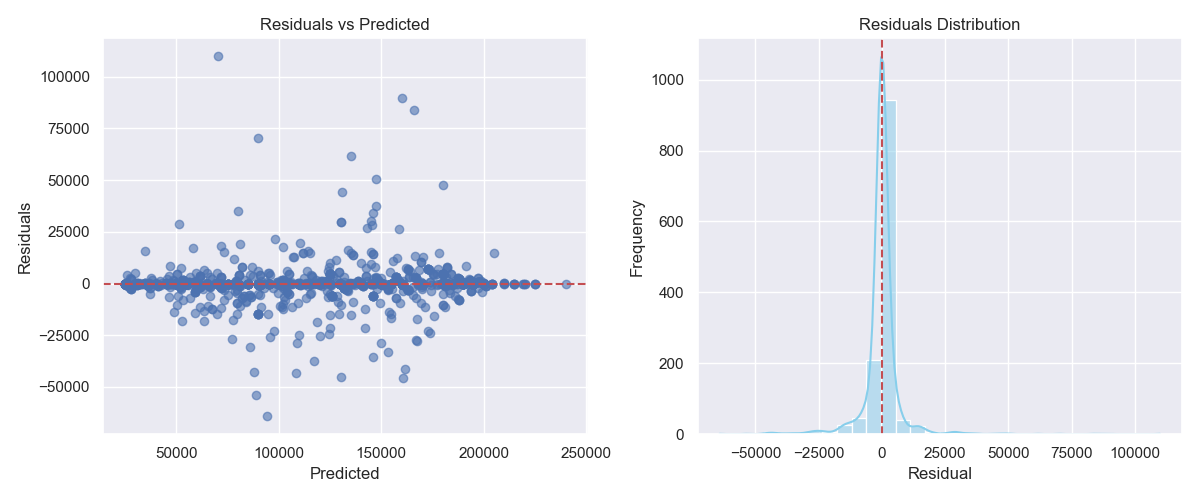 Residuals vs Predicted
Residuals
100000
75000
50000
25000
0
−25000
−50000
50000 100000 150000 200000 250000
Predicted
Residuals Distribution
Frequency
1000
800
600
400
200
0
−50000 −25000 0 25000 50000 75000 100000
Residual